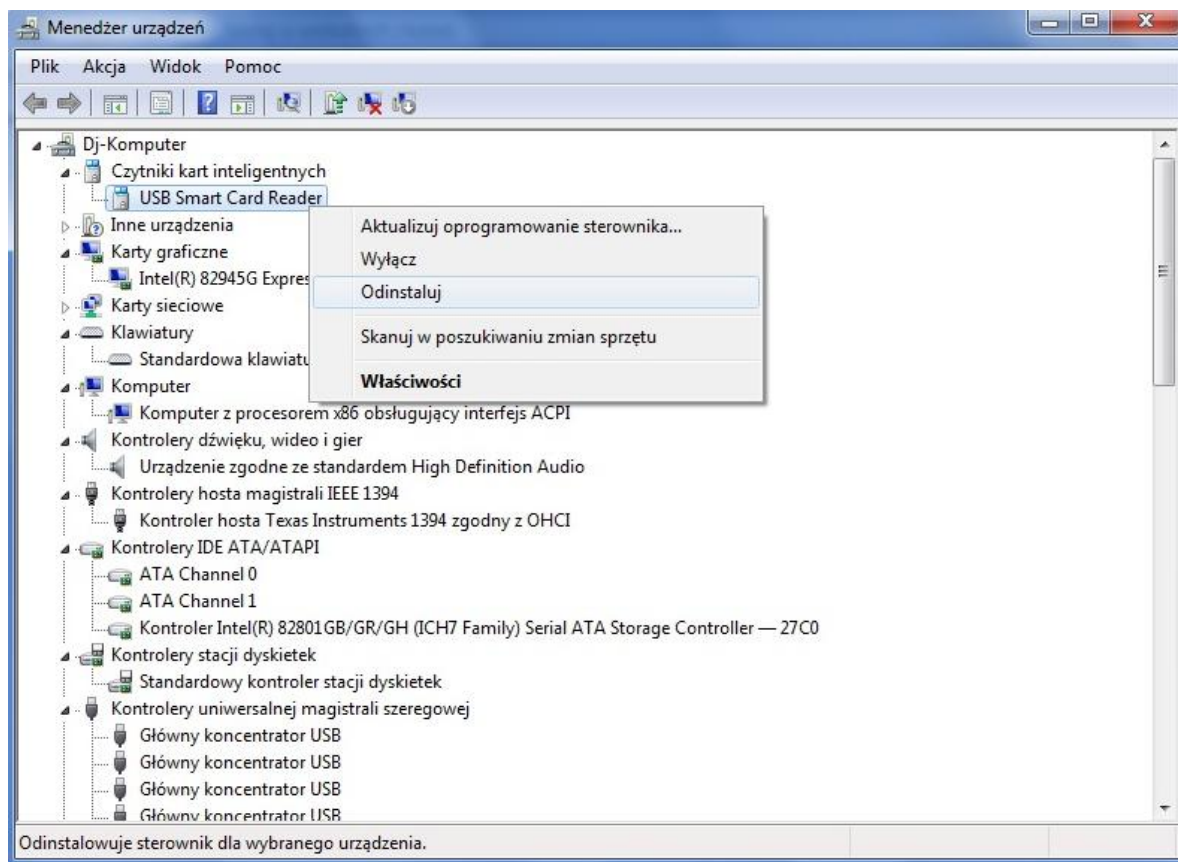 Menedżer urządzeń
Plik Akcja Widok Pomoc
Dj-Komputer
Czytniki kart inteligentnych
USB Smart Card Reader
Inne urządzenia
Aktualizuj oprogramowanie sterownika...
Karty graficzne
Wyłącz
Intel(R) 82945G Expres
Odinstaluj
Karty sieciowe
Klawiatury
Skanuj w poszukiwaniu zmian sprzętu
Standardowa klawiatu
Komputer
Właściwości
Komputer z procesorem x86 obsługujący interfejs ACPI
Kontrolery dźwięku, wideo i gier
Urządzenie zgodne ze standardem High Definition Audio
Kontrolery hosta magistrali IEEE 1394
Kontroler hosta Texas Instruments 1394 zgodny z OHCI
Kontrolery IDE ATA/ATAPI
ATA Channel 0
ATA Channel 1
Kontroler Intel(R) 82801GB/GR/GH (ICH7 Family) Serial ATA Storage Controller — 27C0
Kontrolery stacji dyskietek
Standardowy kontroler stacji dyskietek
Kontrolery uniwersalnej magistrali szeregowej
Główny koncentrator USB
Główny koncentrator USB
Główny koncentrator USB
Główny koncentrator USB
Odinstalowuje sterownik dla wybranego urządzenia.